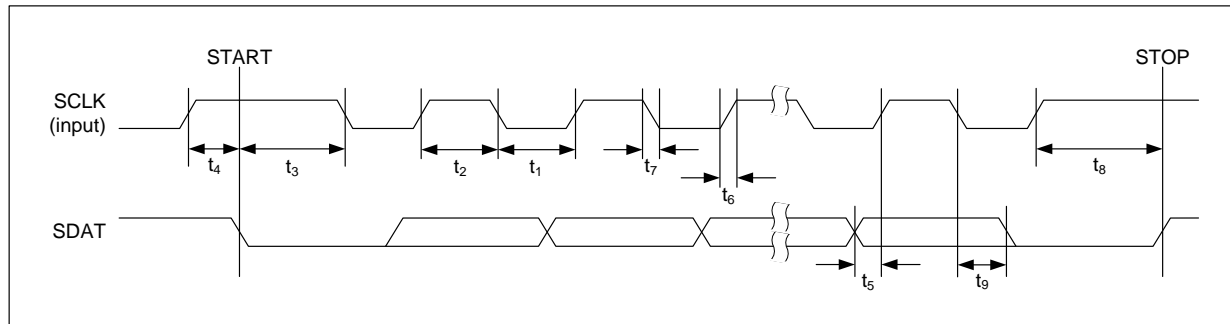 START
STOP
SCLK
(input)
t4
t3
t2
t1
t7
t6
t8
SDAT
t5
t9